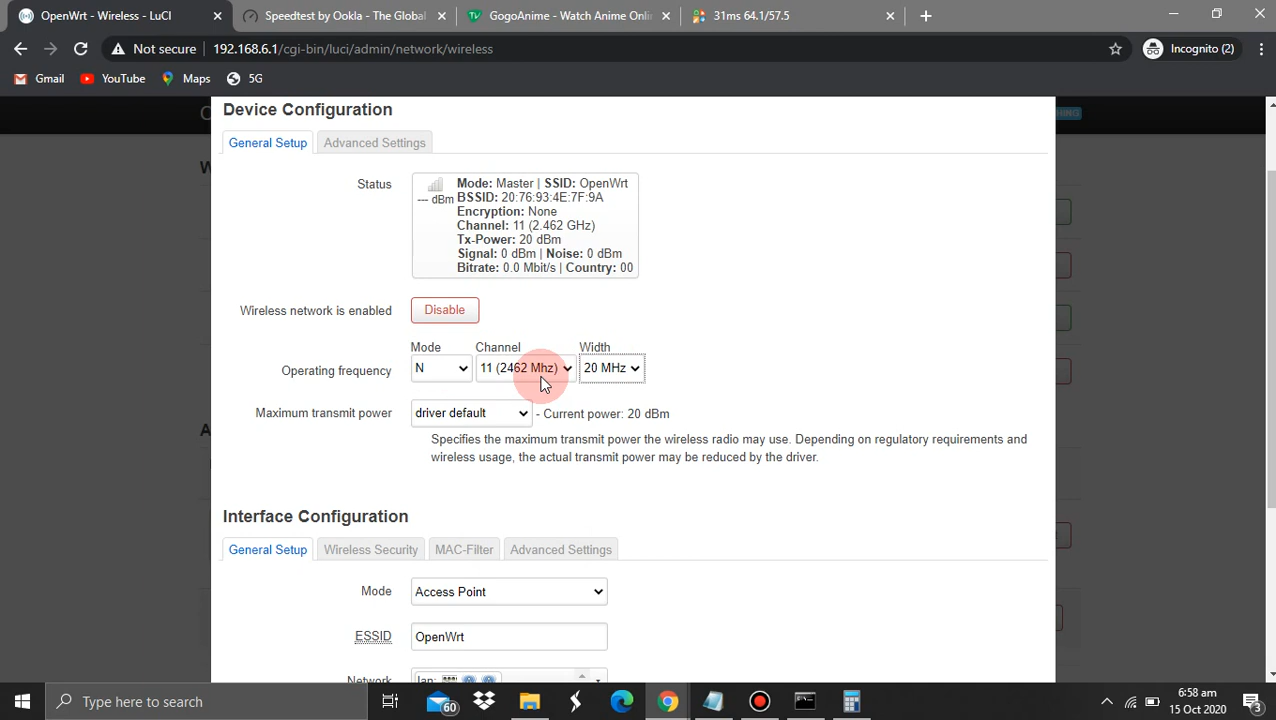 OpenWrt - Wireless - LuCI
Speedtest by Ookla - The Global
GogoAnime - Watch Anime Onli
31ms 64.1/57.5
Not secure
192.168.6.1/cgi-bin/luci/admin/network/wireless
Incognito (2)
Gmail
YouTube
Maps
5G
Device Configuration
General Setup
Advanced Settings
Status
Mode: Master | SSID: OpenWrt
--- dBm BSSID: 20:76:93:4E:7F:9A
Encryption: None
Channel: 11 (2.462 GHz)
Tx-Power: 20 dBm
Signal: 0 dBm | Noise: 0 dBm
Bitrate: 0.0 Mbit/s | Country: 00
Wireless network is enabled
Disable
Mode
Channel
Width
Operating frequency
N
11 (2462 Mhz)
20 MHz
Maximum transmit power
driver default
- Current power: 20 dBm
Specifies the maximum transmit power the wireless radio may use. Depending on regulatory requirements and
wireless usage, the actual transmit power may be reduced by the driver.
Interface Configuration
General Setup
Wireless Security
MAC-Filter
Advanced Settings
Mode
Access Point
ESSID
OpenWrt
Network
lan:
Type here to search
60
6:58 am
15 Oct 2020
3